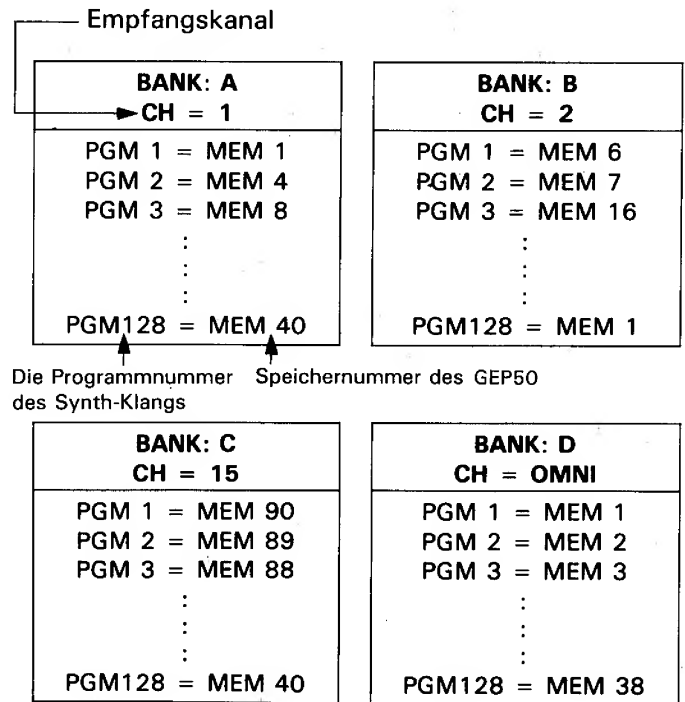 Empfangskanal
BANK: A
CH = 1
PGM 1 = MEM 1
PGM 2 = MEM 4
PGM 3 = MEM 8
:
:
PGM128 = MEM 40
BANK: B
CH = 2
PGM 1 = MEM 6
PGM 2 = MEM 7
PGM 3 = MEM 16
:
:
PGM128 = MEM 1
Die Programmnummer
des Synth-Klangs
Speichernummer des GEP50
BANK: C
CH = 15
PGM 1 = MEM 90
PGM 2 = MEM 89
PGM 3 = MEM 88
:
:
PGM128 = MEM 40
BANK: D
CH = OMNI
PGM 1 = MEM 1
PGM 2 = MEM 2
PGM 3 = MEM 3
:
:
PGM128 = MEM 38